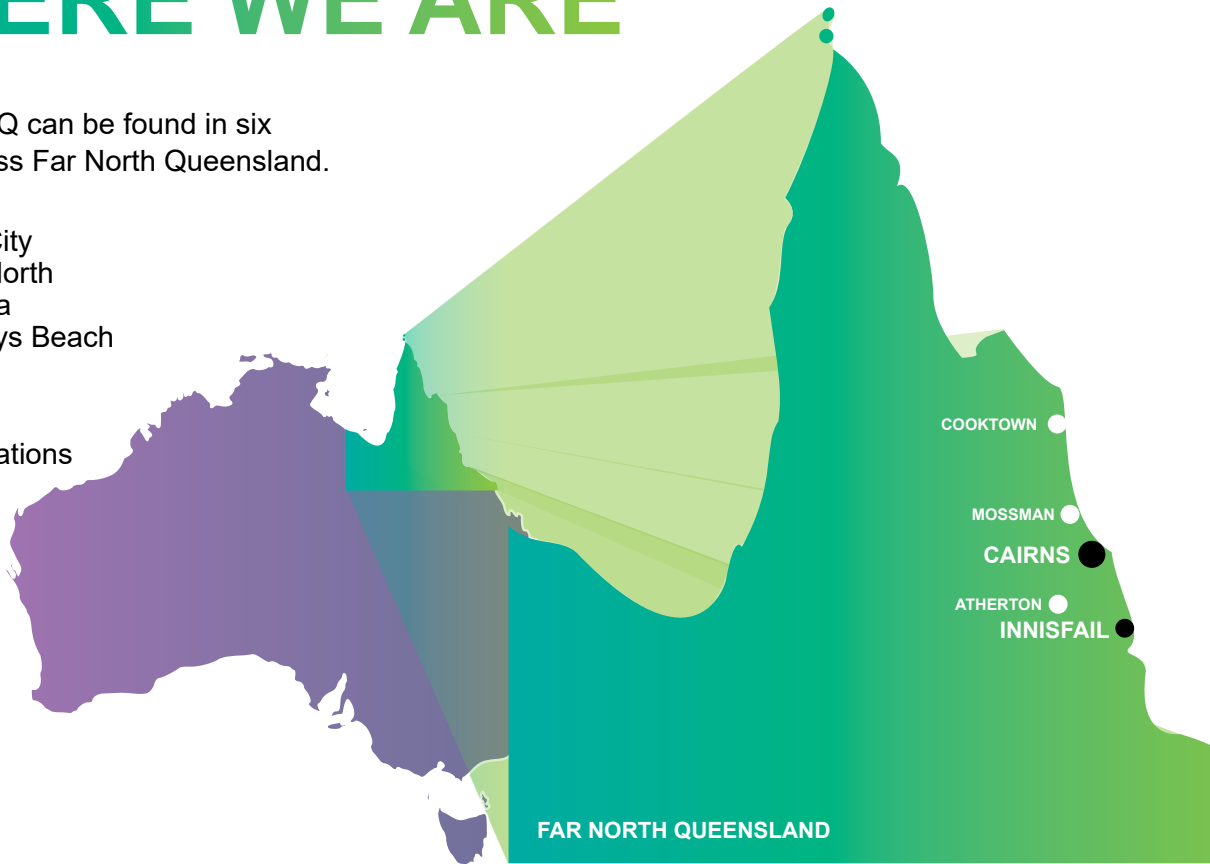 ERE WE ARE
Q can be found in six
ss Far North Queensland.
City
North
a
ys Beach
ations
COOKTOWN
MOSSMAN
CAIRNS
ATHERTON
INNISFAIL
FAR NORTH QUEENSLAND